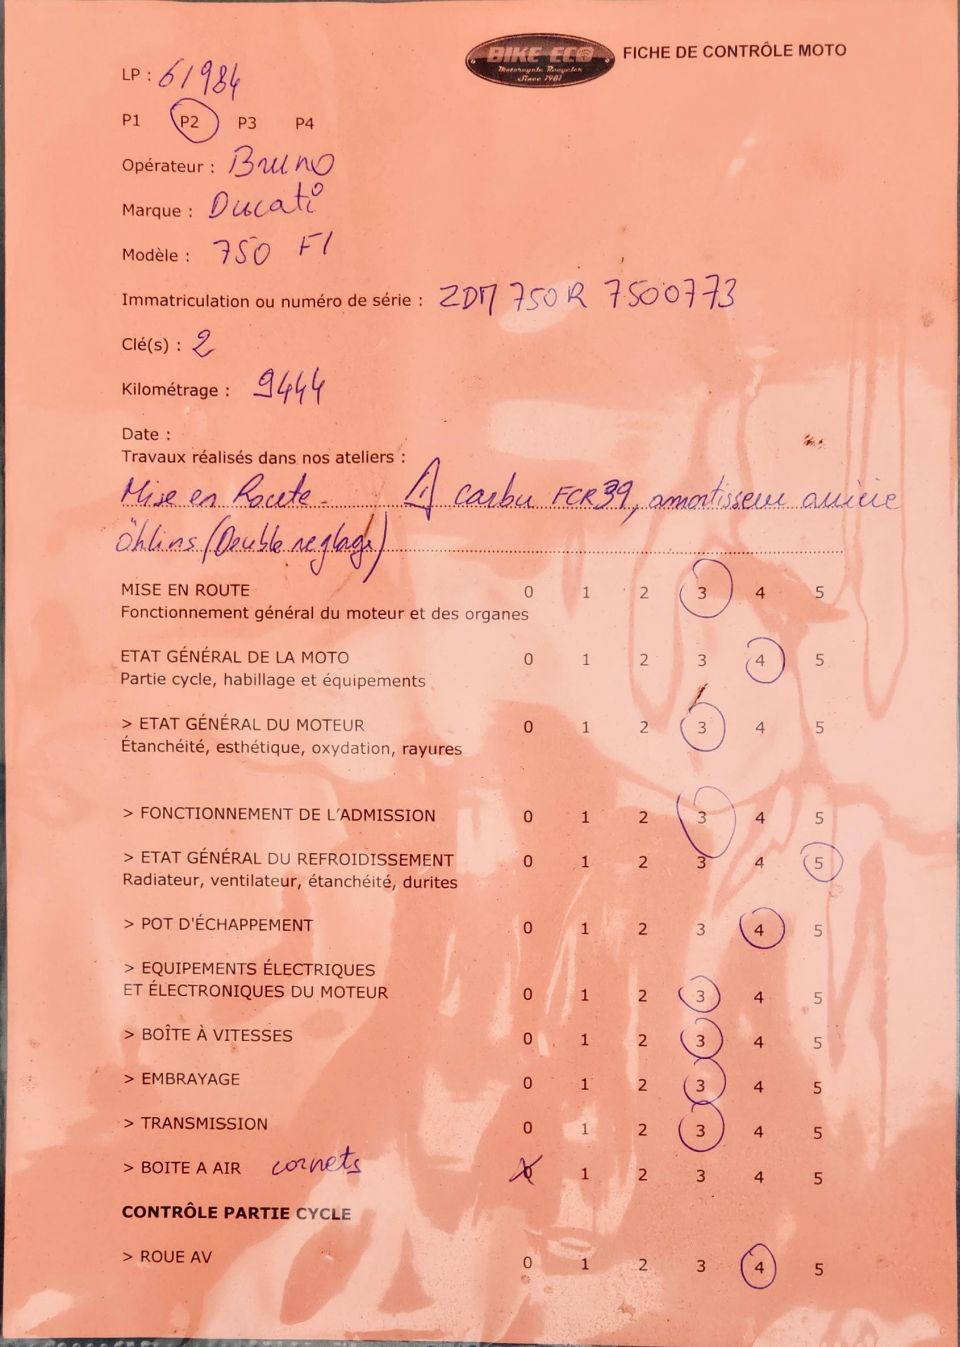 BIKE ECO
Motorcycle Recycler
Since 1981
FICHE DE CONTRÔLE MOTO
LP : 61984
P1 P2 P3 P4
Opérateur : Bruno
Marque : Ducati
Modèle : 750 F1
Immatriculation ou numéro de série : ZDM 750R 7500773
Clé(s) : 2
Kilométrage : 9444
Date :
Travaux réalisés dans nos ateliers :
Mise en Route - ⚠ carbu FCR 39, amortisseur arrière
öhlins (Double reglage)
MISE EN ROUTE 0 1 2 3 4 5
Fonctionnement général du moteur et des organes
ETAT GÉNÉRAL DE LA MOTO 0 1 2 3 4 5
Partie cycle, habillage et équipements
> ETAT GÉNÉRAL DU MOTEUR 0 1 2 3 4 5
Étanchéité, esthétique, oxydation, rayures
> FONCTIONNEMENT DE L'ADMISSION 0 1 2 3 4 5
> ETAT GÉNÉRAL DU REFROIDISSEMENT 0 1 2 3 4 5
Radiateur, ventilateur, étanchéité, durites
> POT D'ÉCHAPPEMENT 0 1 2 3 4 5
> EQUIPEMENTS ÉLECTRIQUES
ET ÉLECTRONIQUES DU MOTEUR 0 1 2 3 4 5
> BOÎTE À VITESSES 0 1 2 3 4 5
> EMBRAYAGE 0 1 2 3 4 5
> TRANSMISSION 0 1 2 3 4 5
> BOITE A AIR cornets 0 1 2 3 4 5
CONTRÔLE PARTIE CYCLE
> ROUE AV 0 1 2 3 4 5